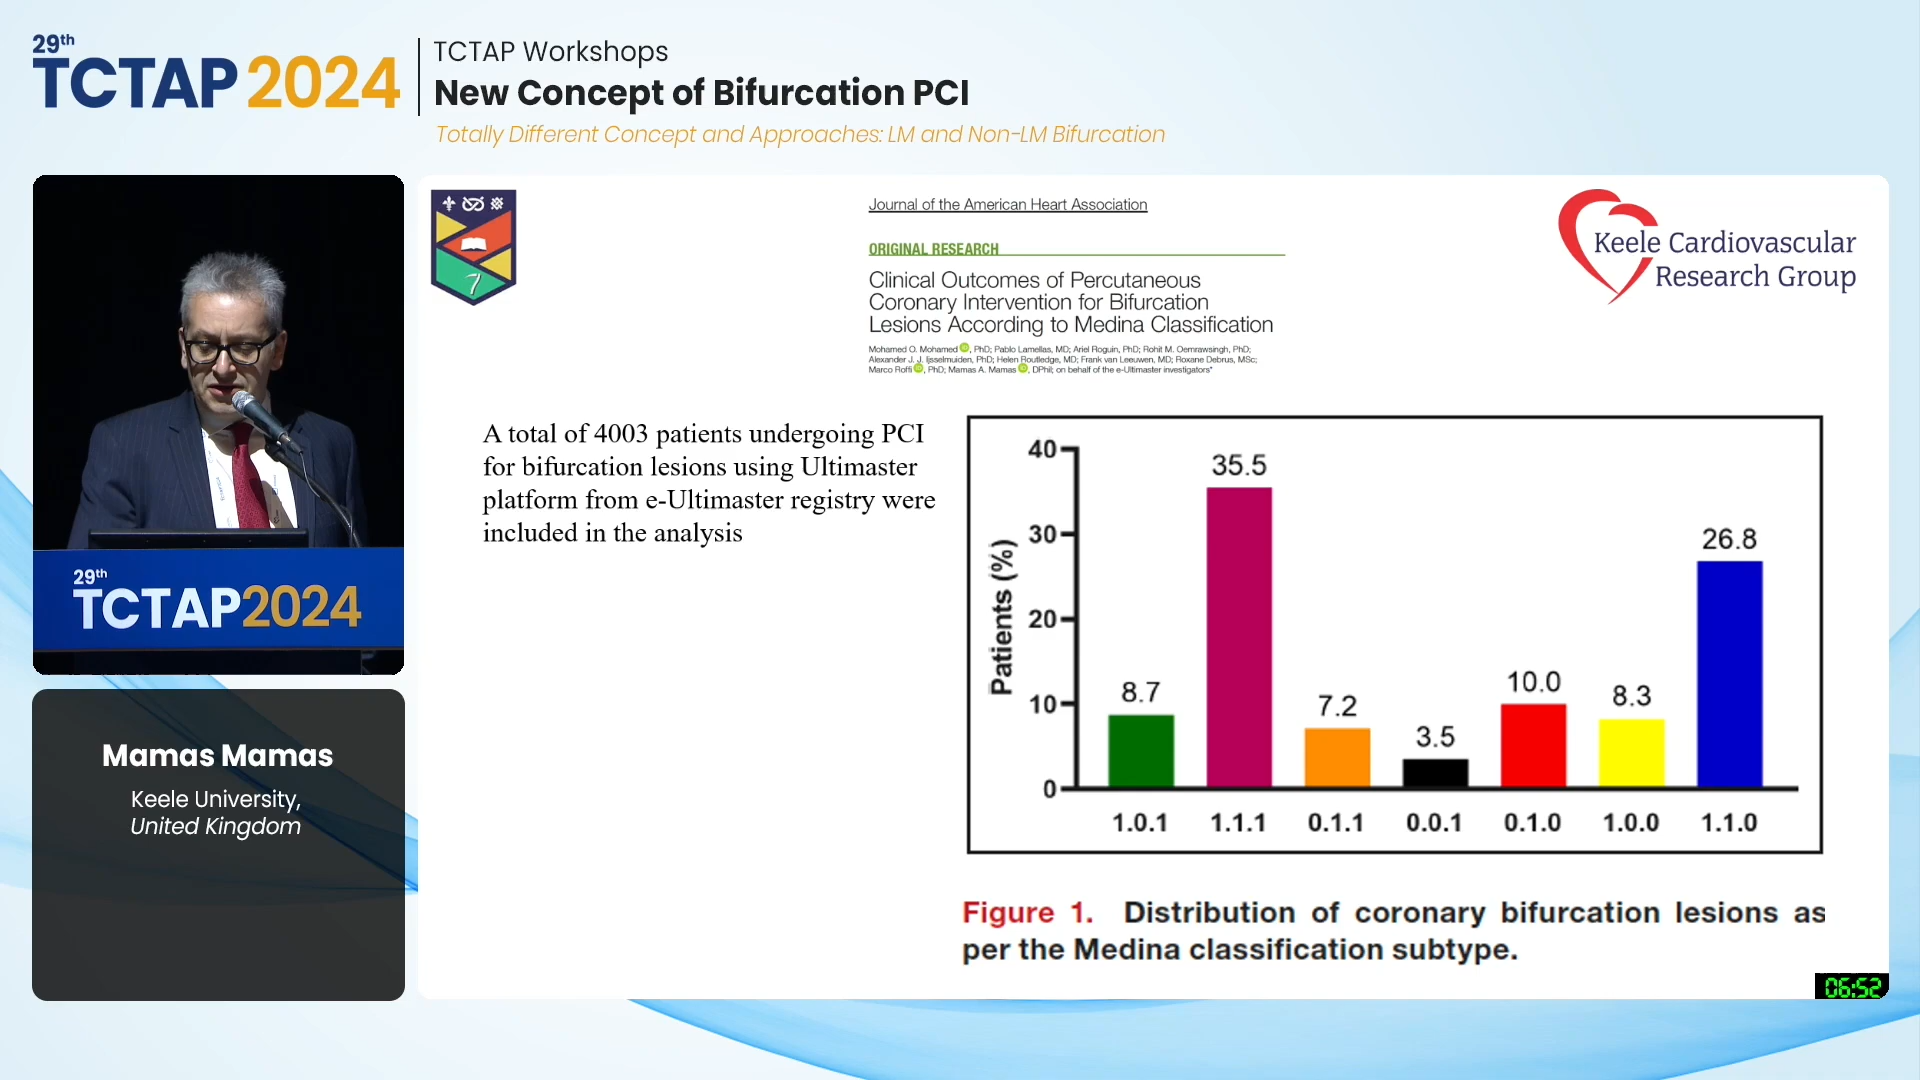 29th
TCTAP 2024
TCTAP Workshops
New Concept of Bifurcation PCI
Totally Different Concept and Approaches: LM and Non-LM Bifurcation
29th
TCTAP2024
Mamas Mamas
Keele University,
United Kingdom
Journal of the American Heart Association
ORIGINAL RESEARCH
Clinical Outcomes of Percutaneous
Coronary Intervention for Bifurcation
Lesions According to Medina Classification
Mohamed O. Mohamed, PhD; Pablo Lamellas, MD; Ariel Roguin, PhD; Rohit M. Oemrawsingh, PhD;
Alexander J. J. Ijsselmuiden, PhD; Helen Routledge, MD; Frank van Leeuwen, MD; Roxane Debrus, MSc;
Marco Roffi, PhD; Mamas A. Mamas, DPhil; on behalf of the e-Ultimaster investigators*
Keele Cardiovascular
Research Group
A total of 4003 patients undergoing PCI
for bifurcation lesions using Ultimaster
platform from e-Ultimaster registry were
included in the analysis
Patients (%)
40
30
20
10
0
8.7
35.5
7.2
3.5
10.0
8.3
26.8
1.0.1 1.1.1 0.1.1 0.0.1 0.1.0 1.0.0 1.1.0
Figure 1. Distribution of coronary bifurcation lesions as
per the Medina classification subtype.
06:52